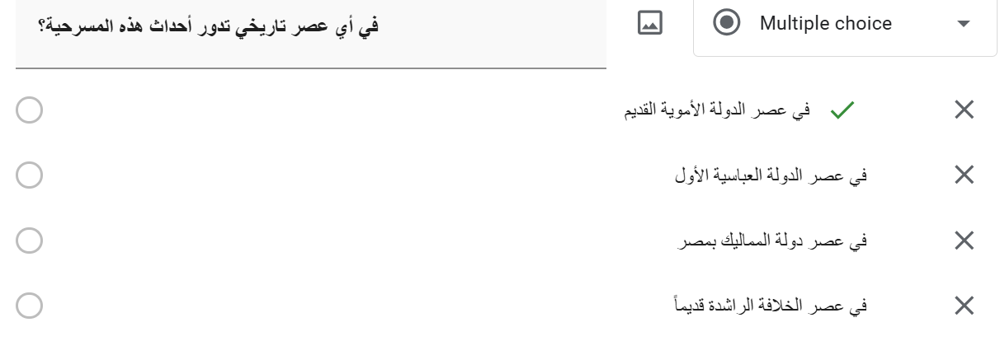 في أي عصر تاريخي تدور أحداث هذه المسرحية؟
Multiple choice
في عصر الدولة الأموية القديم
في عصر الدولة العباسية الأول
في عصر دولة المماليك بمصر
في عصر الخلافة الراشدة قديماً